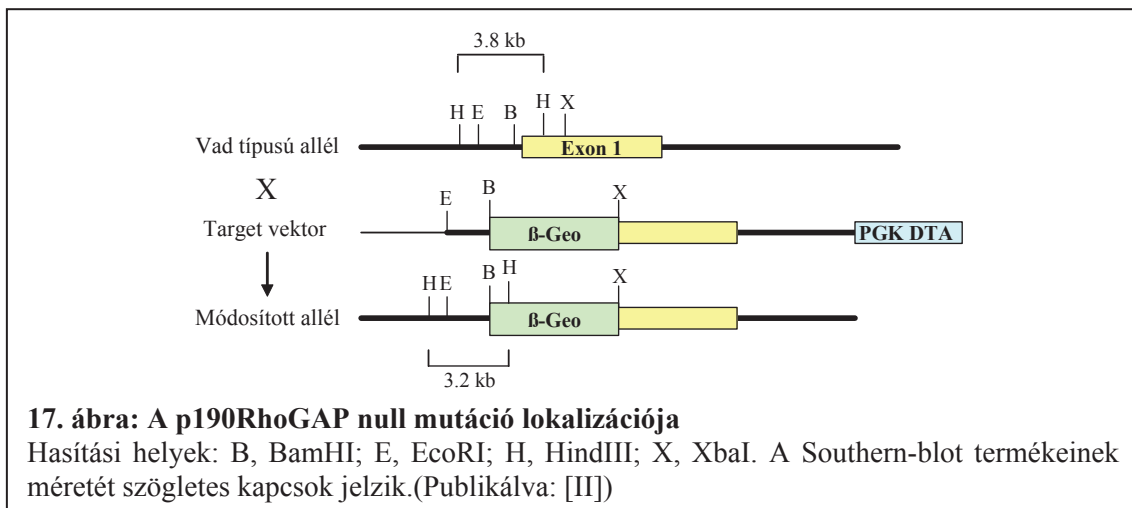 3.8 kb
H E B H X
Vad típusú allél
Exon 1
X
E B X
Target vektor
ß-Geo
PGK DTA
H E B H X
Módosított allél
ß-Geo
3.2 kb
17. ábra: A p190RhoGAP null mutáció lokalizációja
Hasítási helyek: B, BamHI; E, EcoRI; H, HindIII; X, XbaI. A Southern-blot termékeinek
méretét szögletes kapcsok jelzik.(Publikálva: [II])